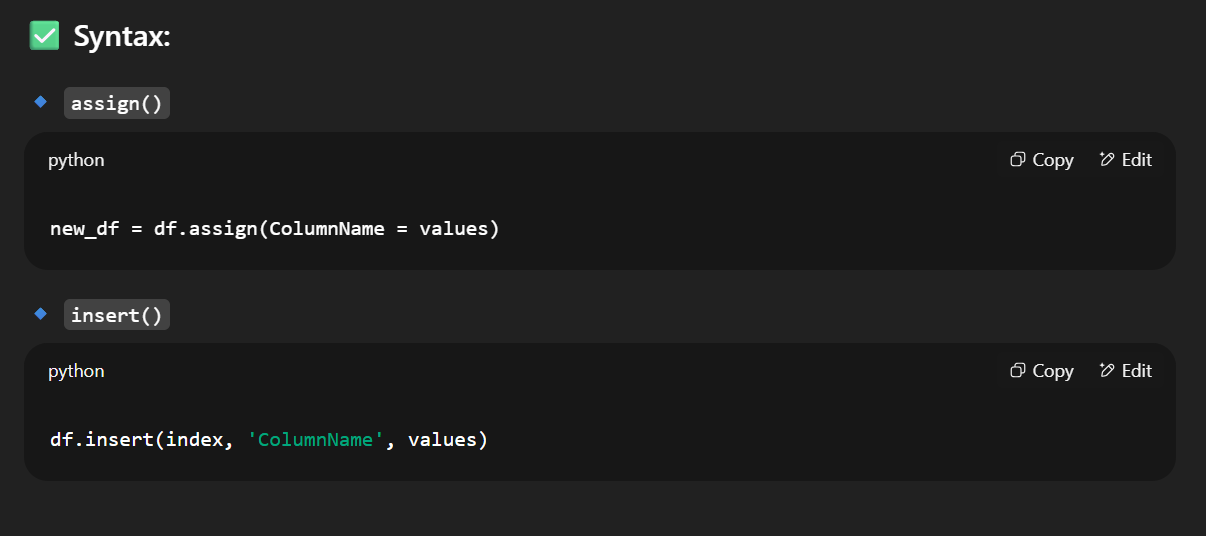 ✅ Syntax:
🔹 assign()
python
Copy Edit
new_df = df.assign(ColumnName = values)
🔹 insert()
python
Copy Edit
df.insert(index, 'ColumnName', values)